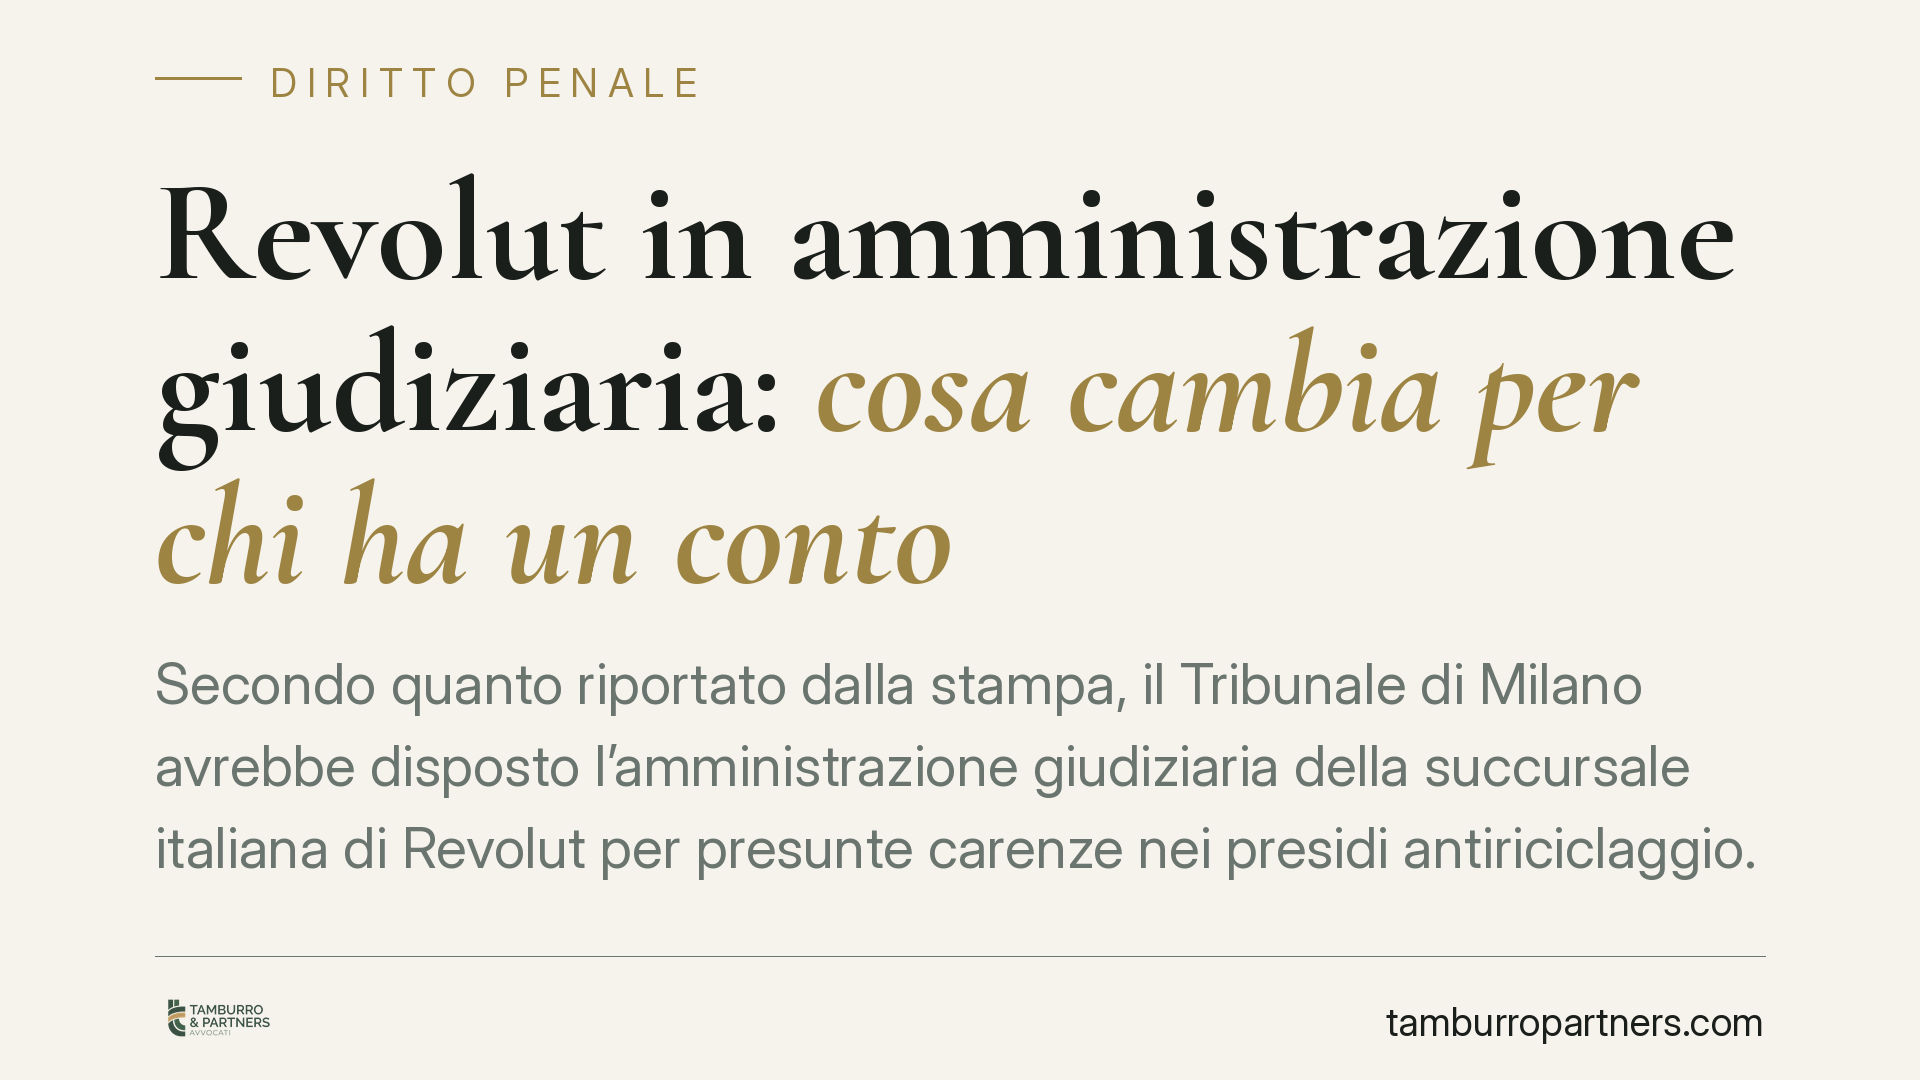 DIRITTO PENALE
Revolut in amministrazione
giudiziaria: cosa cambia per
chi ha un conto
Secondo quanto riportato dalla stampa, il Tribunale di Milano
avrebbe disposto l’amministrazione giudiziaria della succursale
italiana di Revolut per presunte carenze nei presidi antiriciclaggio.
TAMBURRO
& PARTNERS
AVVOCATI
tamburropartners.com